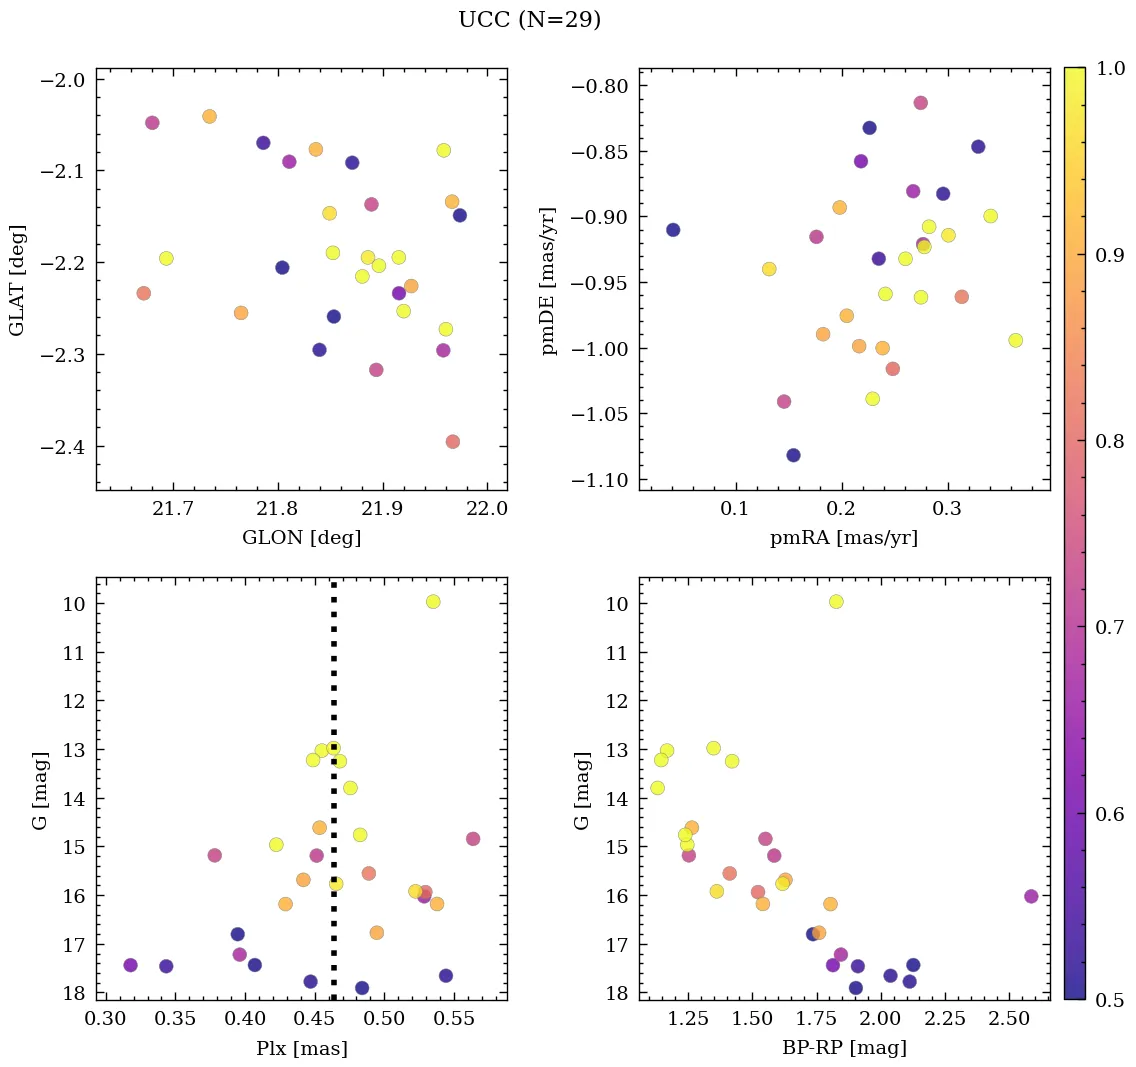 UCC (N=29)
−2.0
−2.1
−2.2
−2.3
−2.4
GLAT [deg]
21.7 21.8 21.9 22.0
GLON [deg]
−0.80
−0.85
−0.90
−0.95
−1.00
−1.05
−1.10
pmDE [mas/yr]
0.1 0.2 0.3
pmRA [mas/yr]
10
11
12
13
14
15
16
17
18
G [mag]
0.30 0.35 0.40 0.45 0.50 0.55
Plx [mas]
10
11
12
13
14
15
16
17
18
G [mag]
1.25 1.50 1.75 2.00 2.25 2.50
BP-RP [mag]
1.0
0.9
0.8
0.7
0.6
0.5